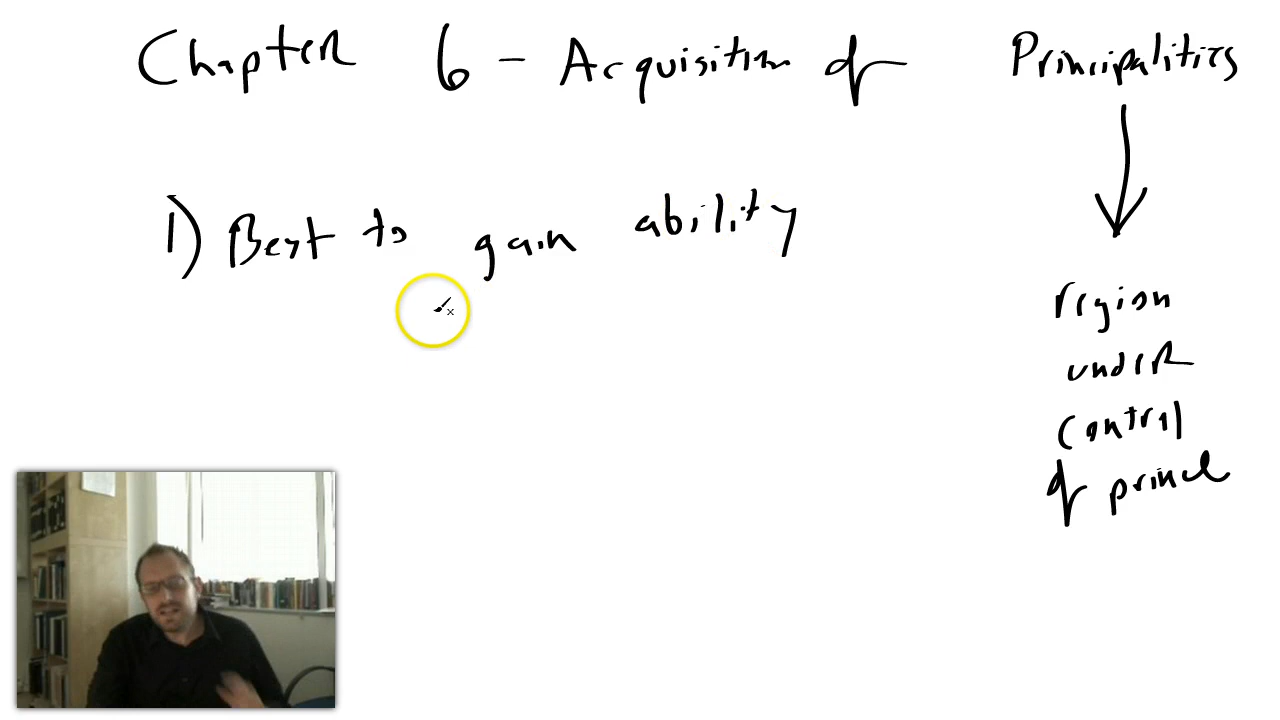 Chapter 6 - Acquisition of Principalities
1) Best to gain ability
region
under
control
of prince